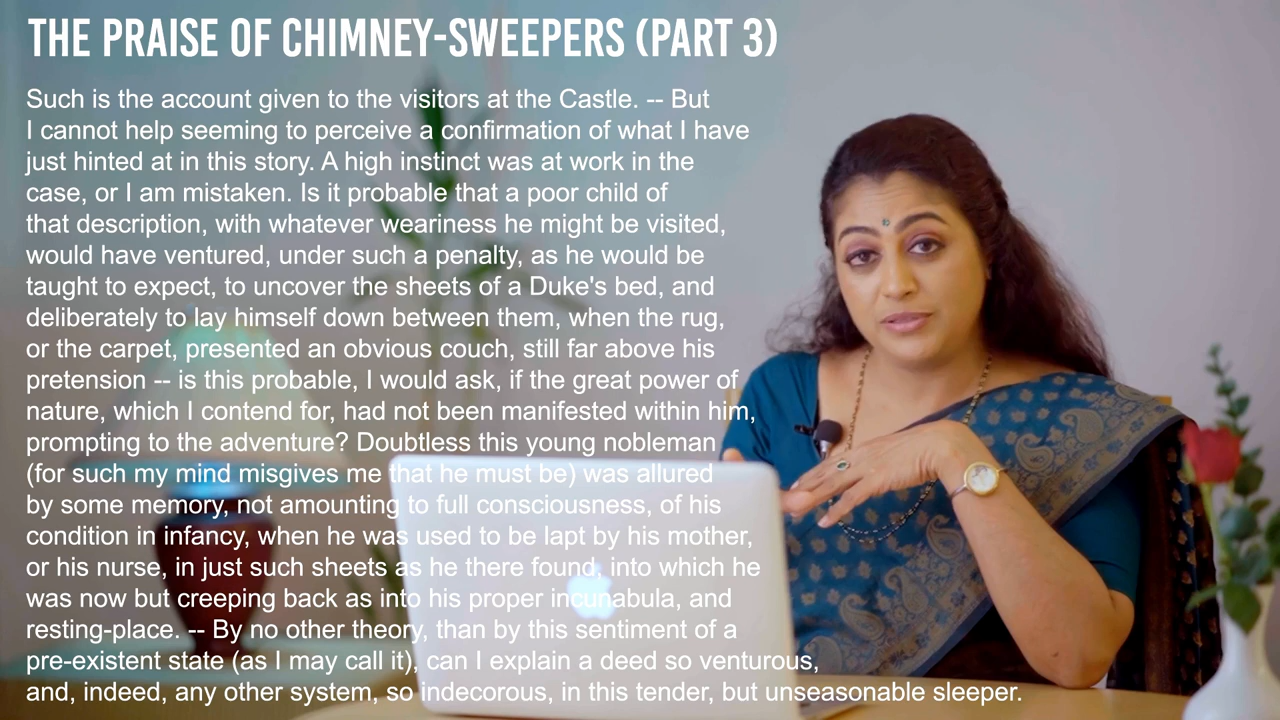 THE PRAISE OF CHIMNEY-SWEEPERS (PART 3)
Such is the account given to the visitors at the Castle. -- But
I cannot help seeming to perceive a confirmation of what I have
just hinted at in this story. A high instinct was at work in the
case, or I am mistaken. Is it probable that a poor child of
that description, with whatever weariness he might be visited,
would have ventured, under such a penalty, as he would be
taught to expect, to uncover the sheets of a Duke's bed, and
deliberately to lay himself down between them, when the rug,
or the carpet, presented an obvious couch, still far above his
pretension -- is this probable, I would ask, if the great power of
nature, which I contend for, had not been manifested within him,
prompting to the adventure? Doubtless this young nobleman
(for such my mind misgives me that he must be) was allured
by some memory, not amounting to full consciousness, of his
condition in infancy, when he was used to be lapt by his mother,
or his nurse, in just such sheets as he there found, into which he
was now but creeping back as into his proper incunabula, and
resting-place. -- By no other theory, than by this sentiment of a
pre-existent state (as I may call it), can I explain a deed so venturous,
and, indeed, any other system, so indecorous, in this tender, but unseasonable sleeper.